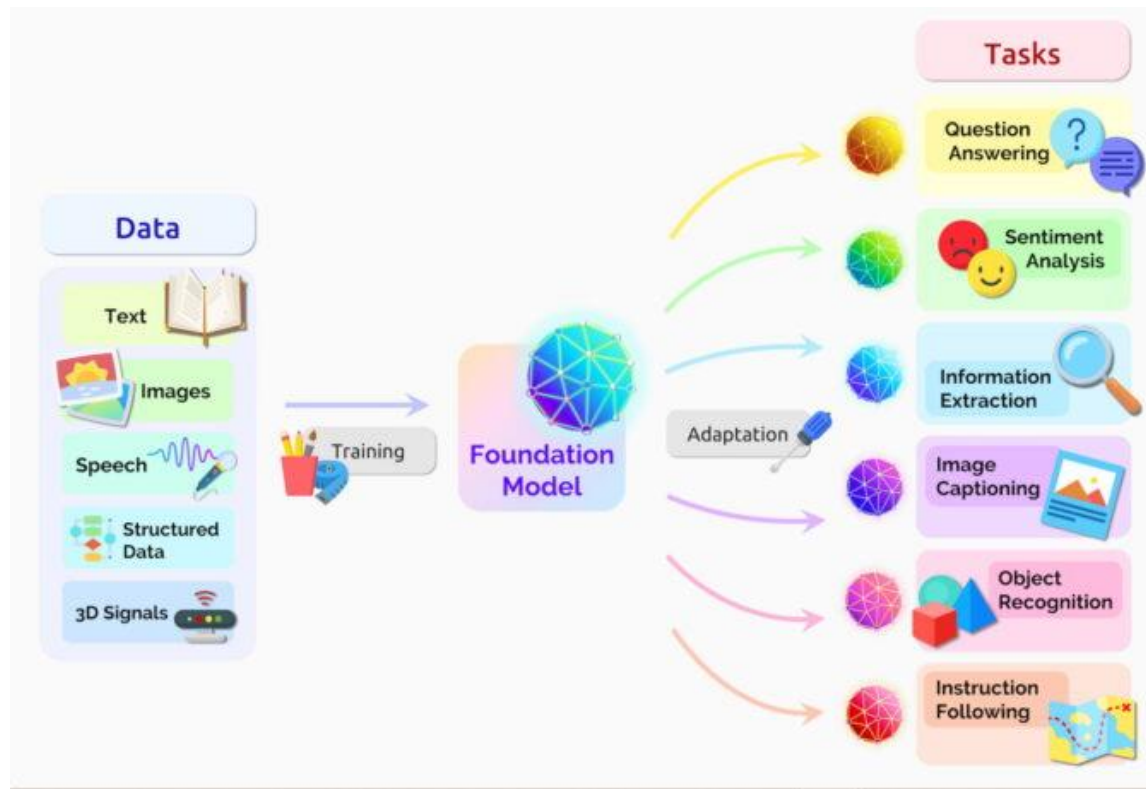 Tasks
Question
Answering
?
Data
Sentiment
Analysis
Text
Images
Information
Extraction
Training
Foundation
Model
Adaptation
Speech
Image
Captioning
Structured
Data
3D Signals
Object
Recognition
Instruction
Following